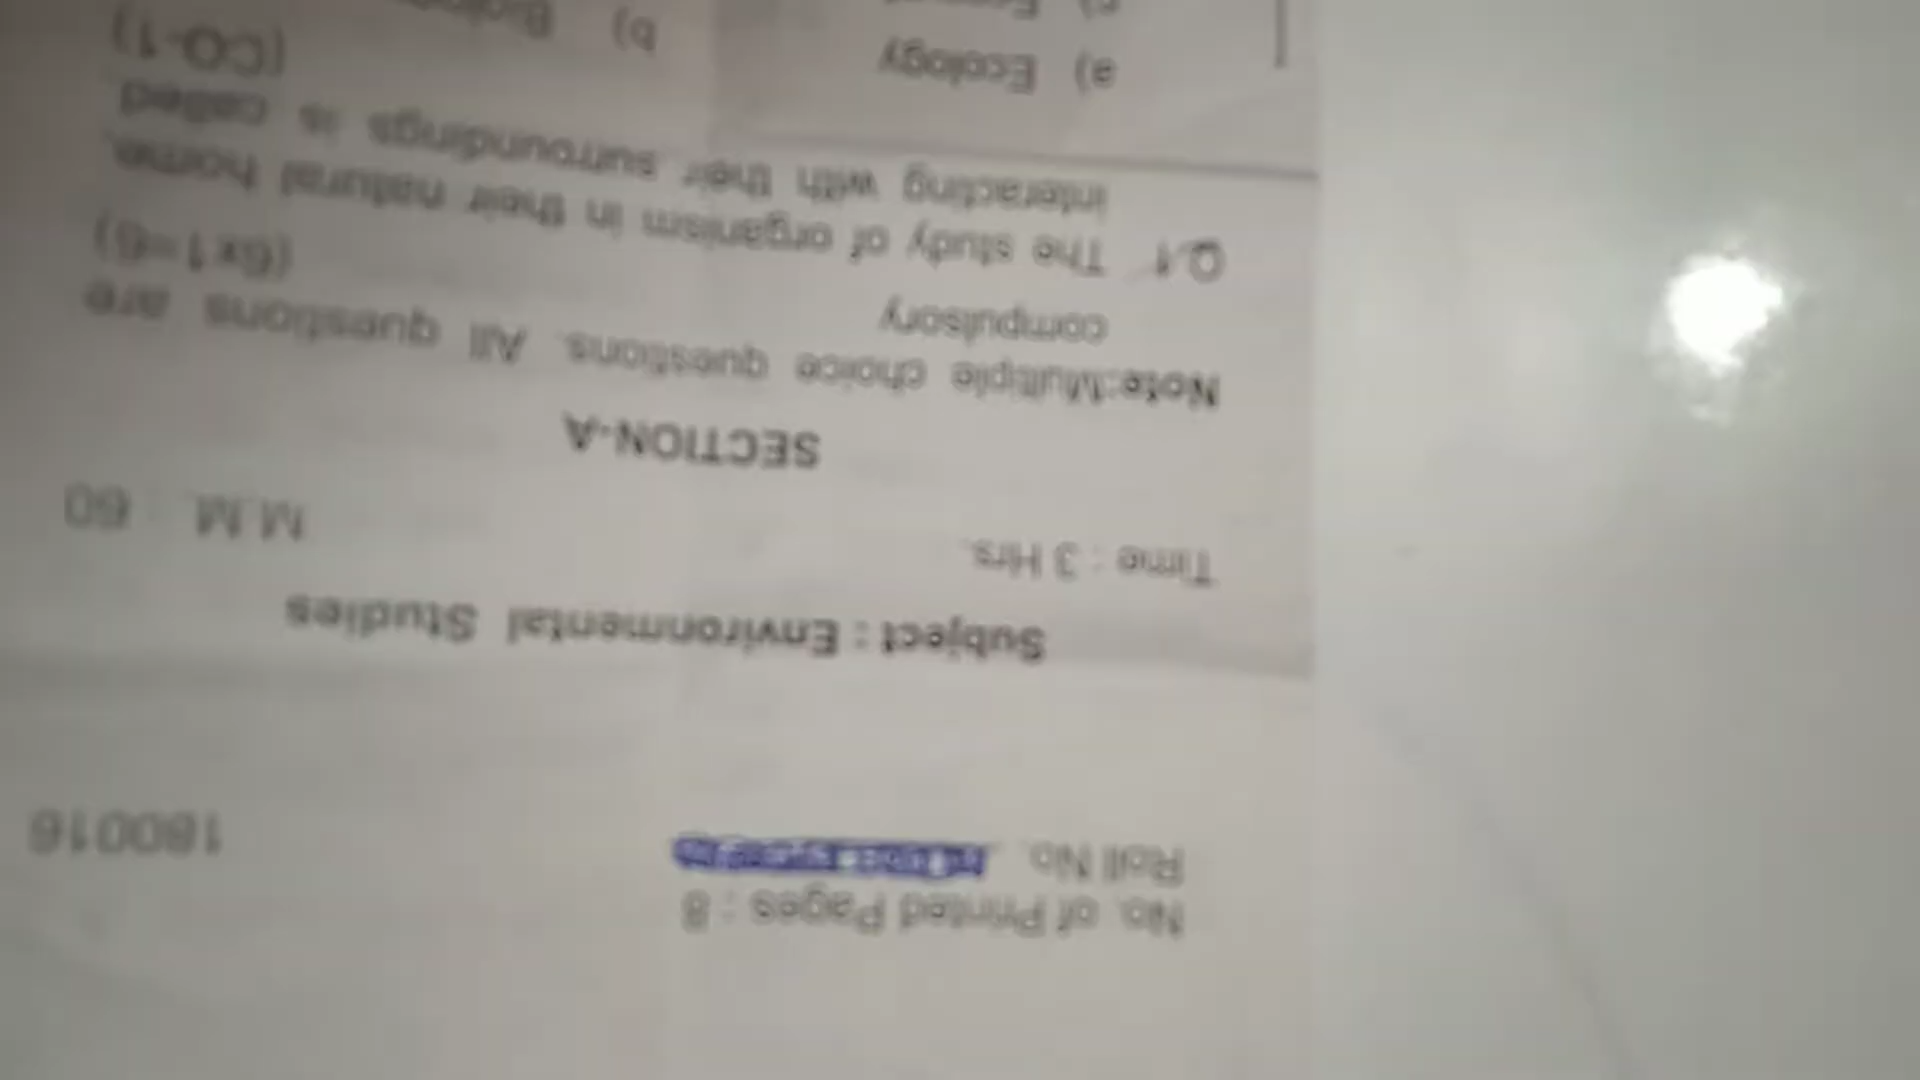 No. of Printed Pages : 8
Roll No.
180016
Subject : Environmental Studies
Time : 3 Hrs.
M.M. : 60
SECTION-A
Note:Multiple choice questions. All questions are
compulsory
(6x1=6)
Q.1 The study of organism in their natural home,
interacting with their surroundings is called
(CO-1)
a) Ecology
b)
c)